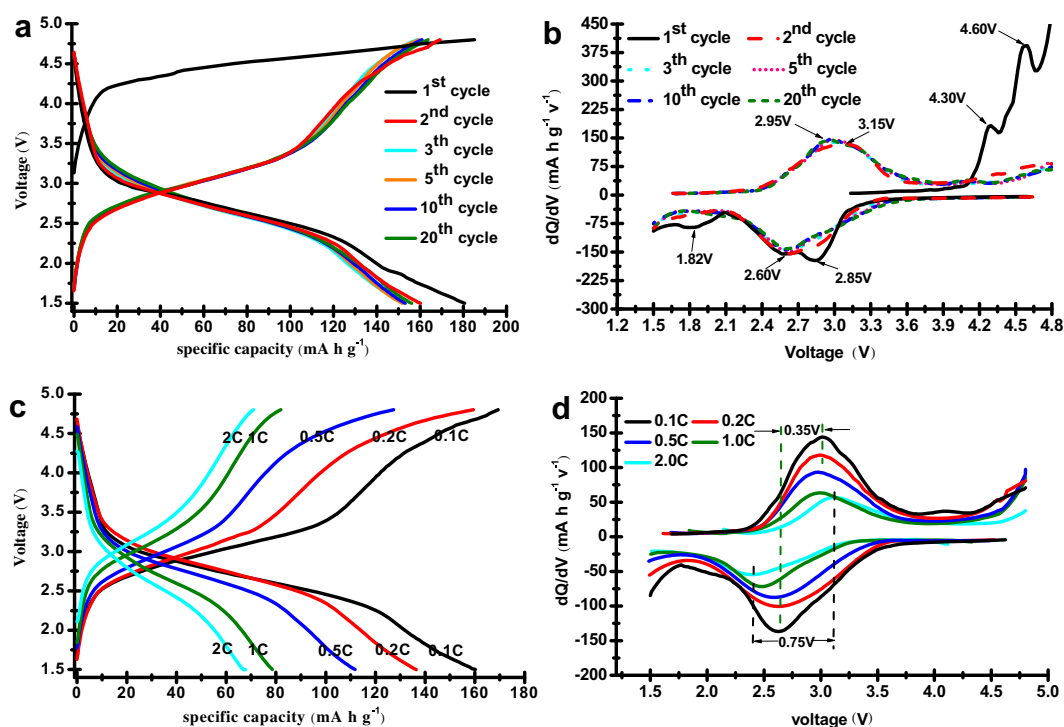 a
5.0
4.5
4.0
3.5
3.0
2.5
2.0
1.5
Voltage (V)
1st cycle
2nd cycle
3th cycle
5th cycle
10th cycle
20th cycle
0 20 40 60 80 100 120 140 160 180 200
specific capacity (mA h g-1)
b
450
375
300
225
150
75
0
-75
-150
-225
-300
dQ/dV (mA h g-1 v-1)
1st cycle 2nd cycle
3th cycle 5th cycle
10th cycle 20th cycle
4.60V
4.30V
2.95V 3.15V
1.82V 2.60V 2.85V
1.2 1.5 1.8 2.1 2.4 2.7 3.0 3.3 3.6 3.9 4.2 4.5 4.8
Voltage (V)
c
5.0
4.5
4.0
3.5
3.0
2.5
2.0
1.5
Voltage (V)
2C 1C 0.5C 0.2C 0.1C
2C 1C 0.5C 0.2C 0.1C
0 20 40 60 80 100 120 140 160 180
specific capacity (mA h g-1)
d
200
150
100
50
0
-50
-100
-150
-200
dQ/dV (mA h g-1 v-1)
0.1C 0.2C
0.5C 1.0C
2.0C
0.35V
0.75V
1.5 2.0 2.5 3.0 3.5 4.0 4.5 5.0
voltage (V)